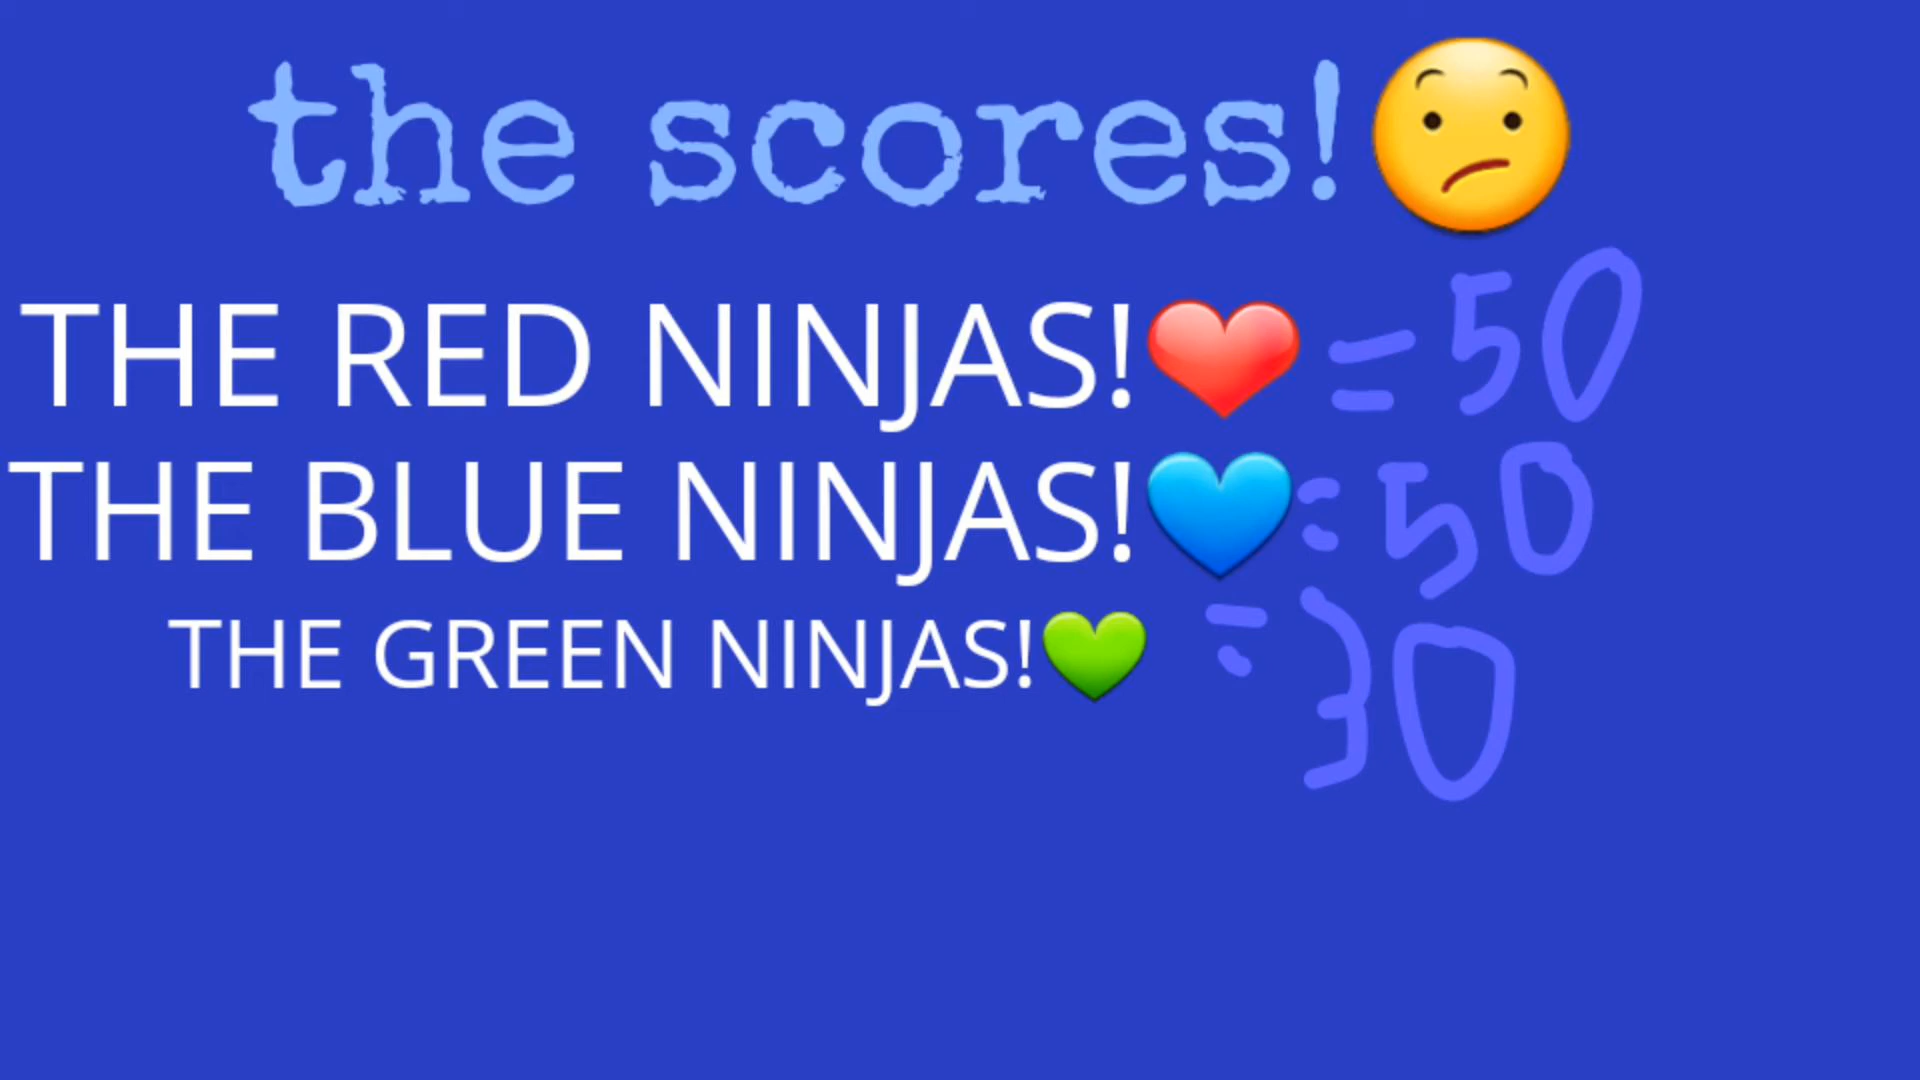 the scores!😕
THE RED NINJAS!❤️ =50
THE BLUE NINJAS!💙 =50
THE GREEN NINJAS!💚 =30